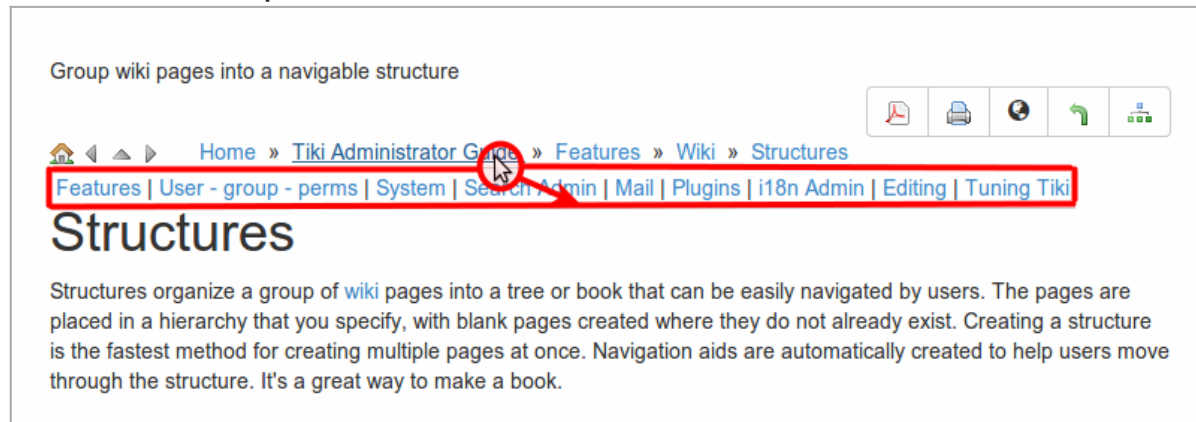 Group wiki pages into a navigable structure
Home » Tiki Administrator Guide » Features » Wiki » Structures
Features | User - group - perms | System | Search Admin | Mail | Plugins | i18n Admin | Editing | Tuning Tiki
Structures
Structures organize a group of wiki pages into a tree or book that can be easily navigated by users. The pages are
placed in a hierarchy that you specify, with blank pages created where they do not already exist. Creating a structure
is the fastest method for creating multiple pages at once. Navigation aids are automatically created to help users move
through the structure. It's a great way to make a book.